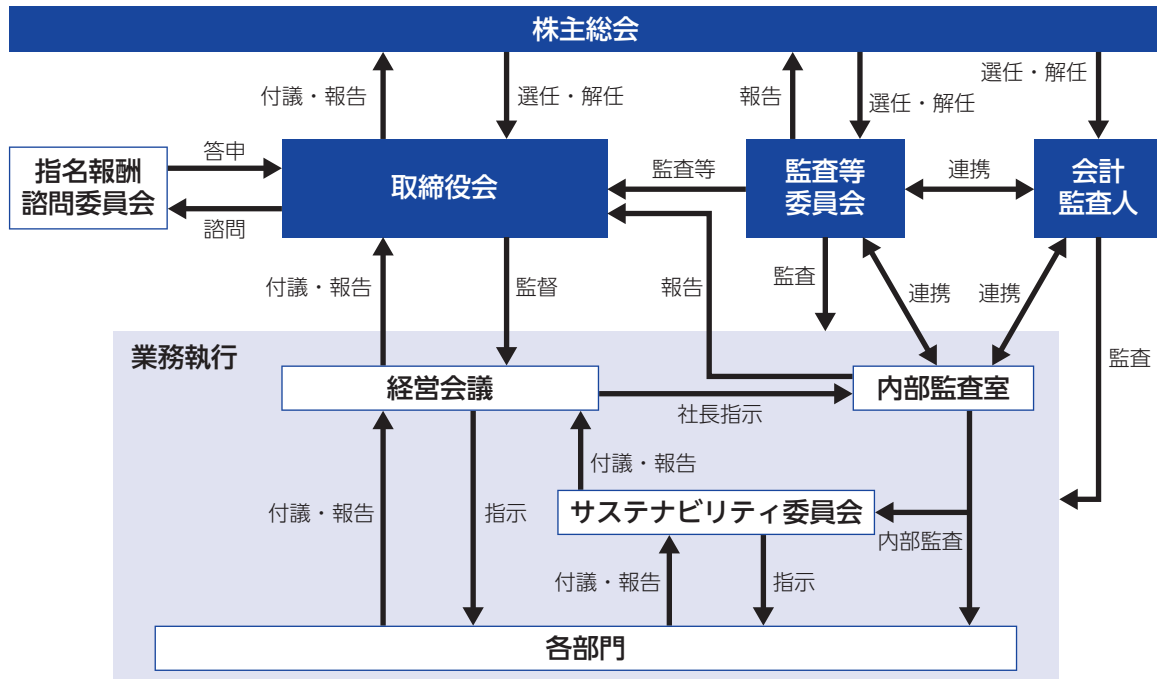 株主総会
付議・報告
選任・解任
報告
選任・解任
選任・解任
指名報酬
諮問委員会
答申
諮問
取締役会
監査等
監査等
委員会
連携
会計
監査人
付議・報告
監督
報告
監査
連携
連携
監査
業務執行
経営会議
社長指示
内部監査室
付議・報告
指示
付議・報告
サステナビリティ委員会
内部監査
付議・報告
指示
各部門